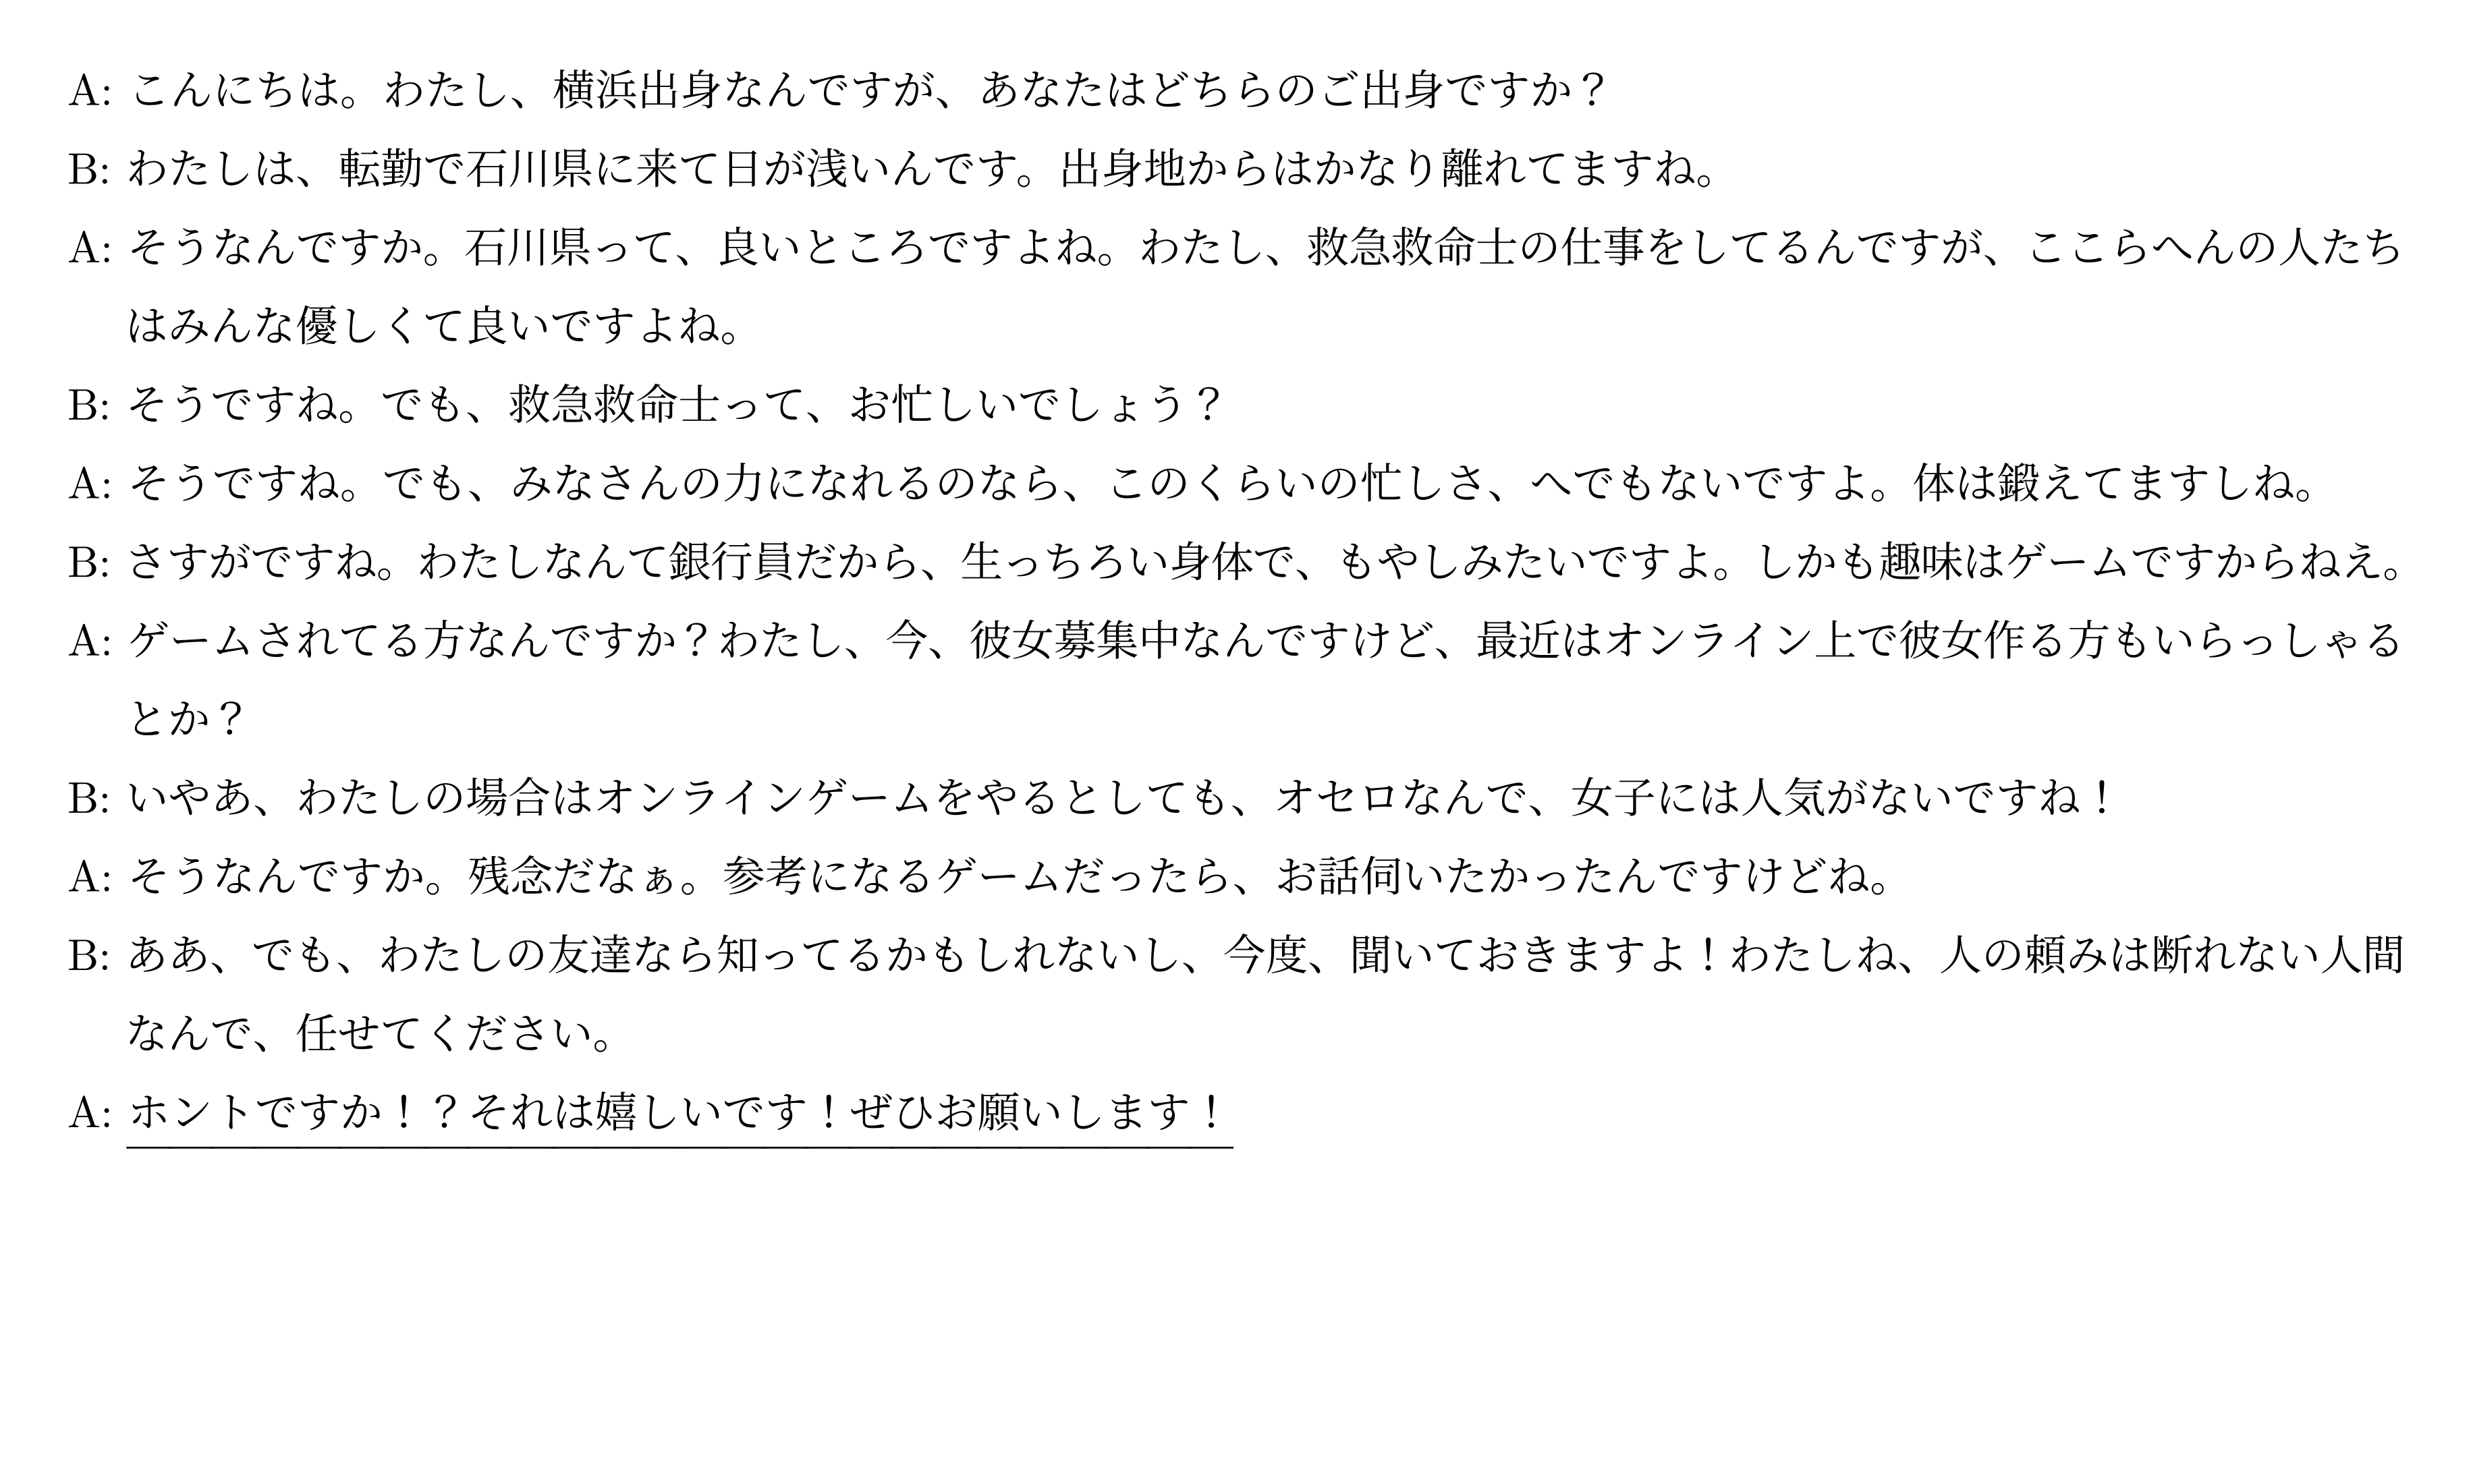 A: こんにちは。わたし、横浜出身なんですが、あなたはどちらのご出身ですか？
B: わたしは、転勤で石川県に来て日が浅いんです。出身地からはかなり離れてますね。
A: そうなんですか。石川県って、良いところですよね。わたし、救急救命士の仕事をしてるんですが、ここらへんの人たち
はみんな優しくて良いですよね。
B: そうですね。でも、救急救命士って、お忙しいでしょう？
A: そうですね。でも、みなさんの力になれるのなら、このくらいの忙しさ、へでもないですよ。体は鍛えてますしね。
B: さすがですね。わたしなんて銀行員だから、生っちろい身体で、もやしみたいですよ。しかも趣味はゲームですからねえ。
A: ゲームされてる方なんですか？わたし、今、彼女募集中なんですけど、最近はオンライン上で彼女作る方もいらっしゃる
とか？
B: いやあ、わたしの場合はオンラインゲームをやるとしても、オセロなんで、女子には人気がないですね！
A: そうなんですか。残念だなぁ。参考になるゲームだったら、お話伺いたかったんですけどね。
B: ああ、でも、わたしの友達なら知ってるかもしれないし、今度、聞いておきますよ！わたしね、人の頼みは断れない人間
なんで、任せてください。
A: ホントですか！？それは嬉しいです！ぜひお願いします！